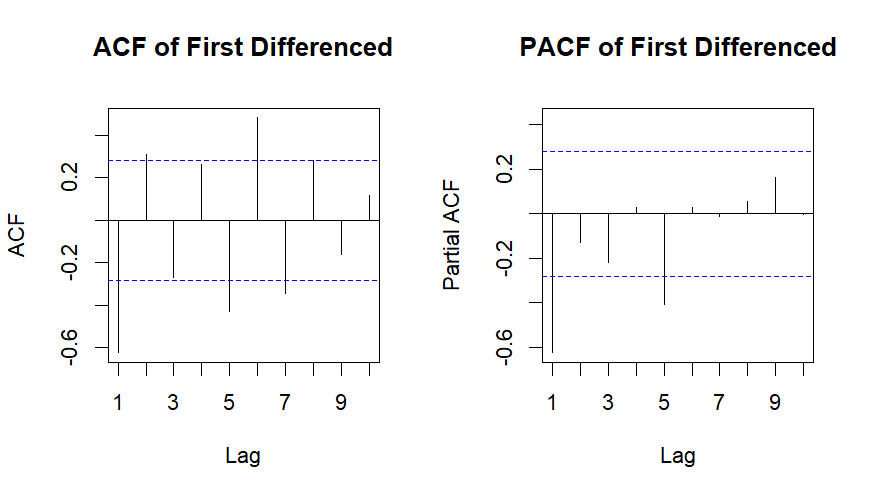 ACF of First Differenced
ACF
0.2
-0.2
-0.6
1 3 5 7 9
Lag
PACF of First Differenced
Partial ACF
0.2
-0.2
-0.6
1 3 5 7 9
Lag